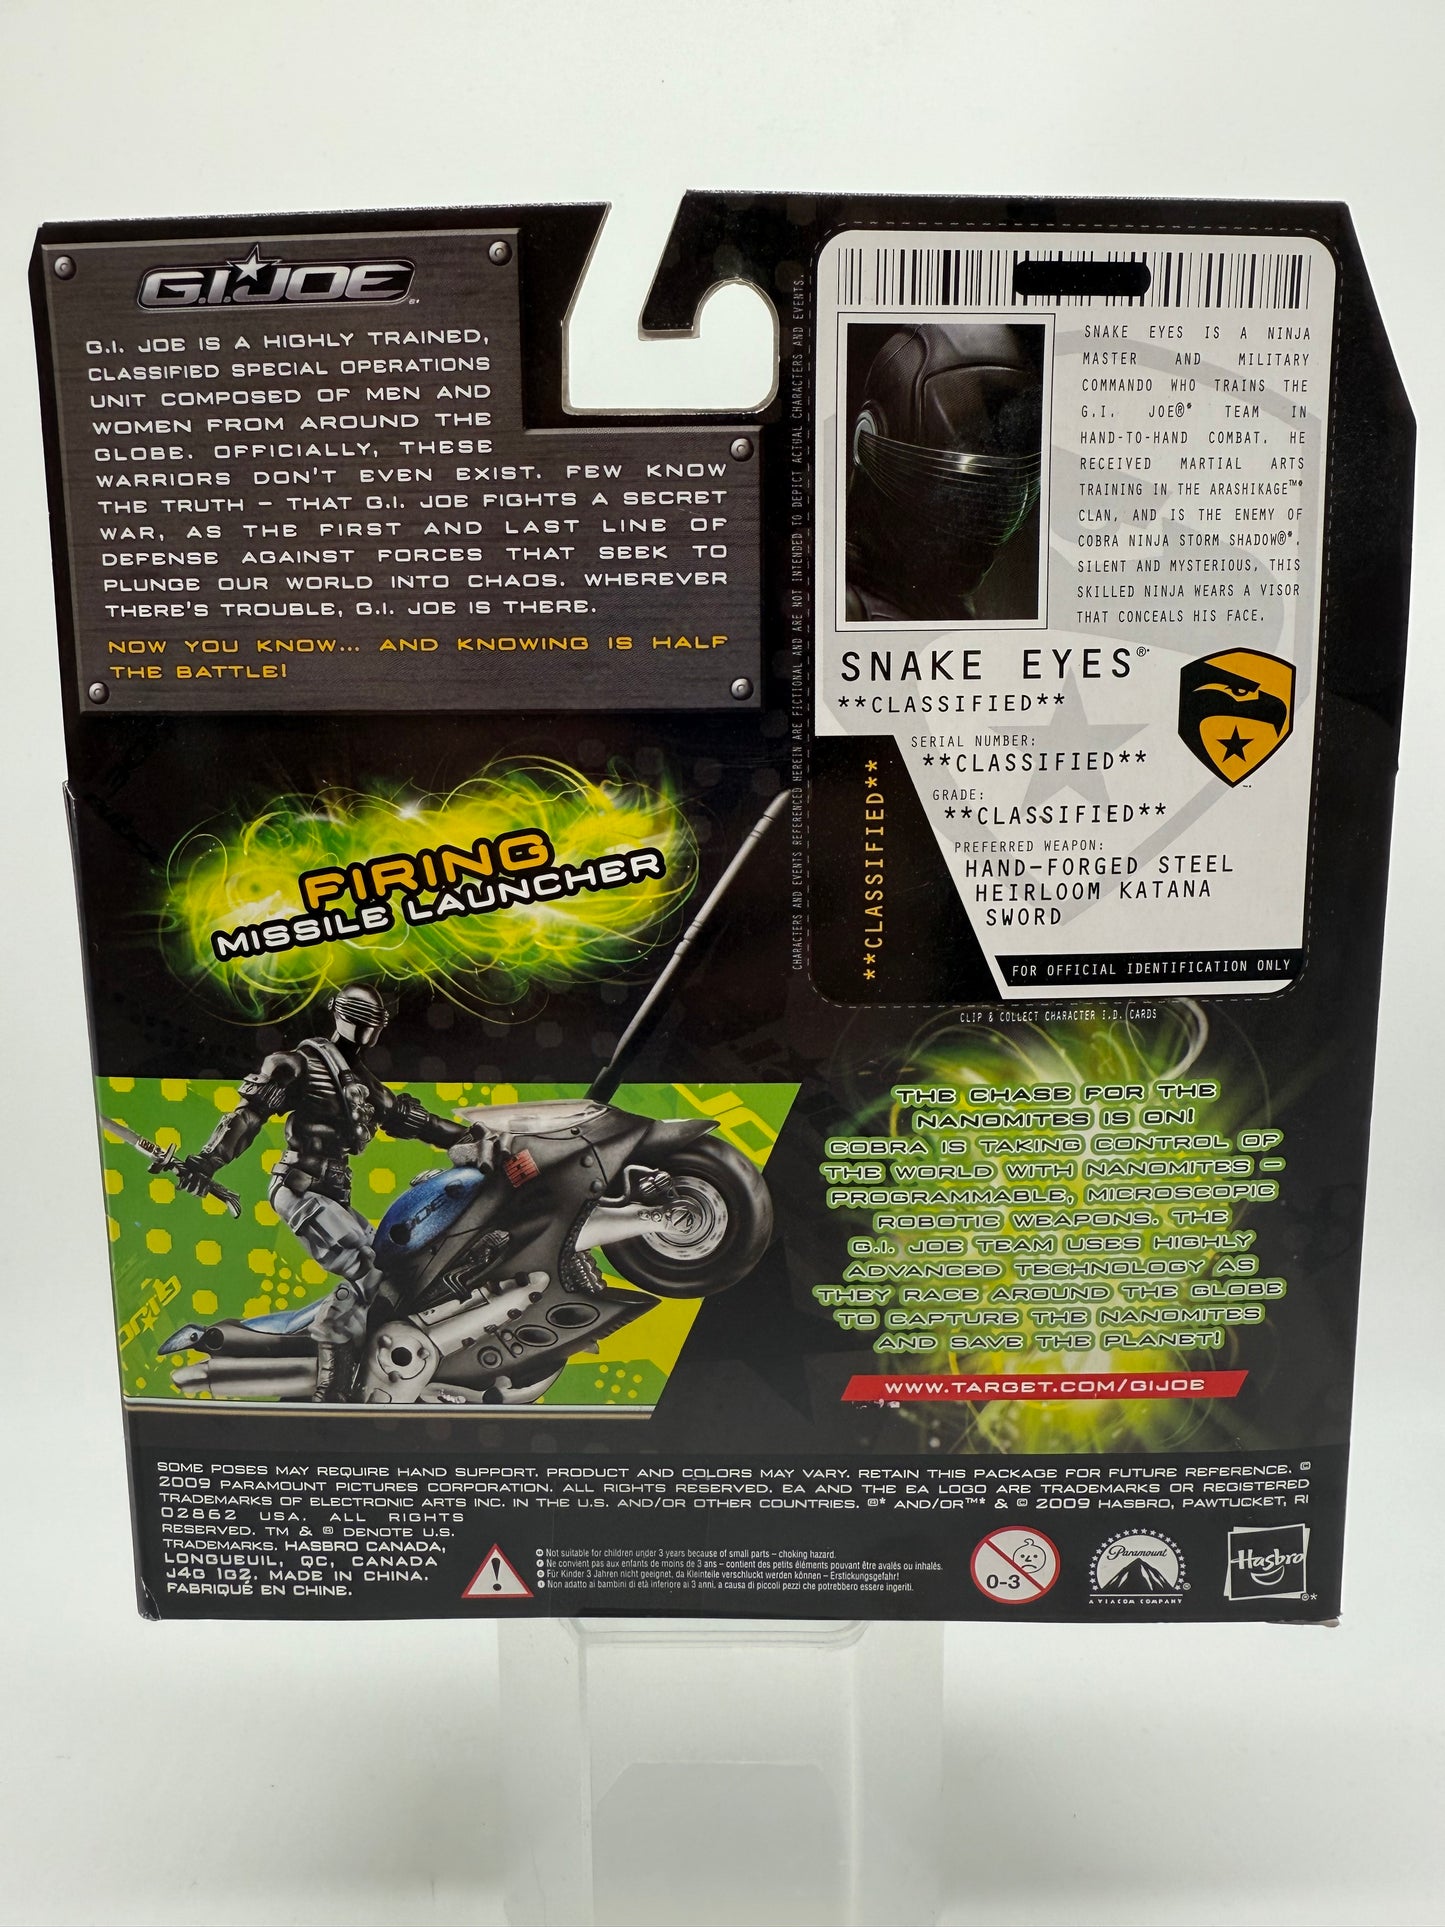 G.I.JOE
G.I. JOE IS A HIGHLY TRAINED,
CLASSIFIED SPECIAL OPERATIONS
UNIT COMPOSED OF MEN AND
WOMEN FROM AROUND THE
GLOBE. OFFICIALLY, THESE
WARRIORS DON'T EVEN EXIST. FEW KNOW
THE TRUTH – THAT G.I. JOE FIGHTS A SECRET
WAR, AS THE FIRST AND LAST LINE OF
DEFENSE AGAINST FORCES THAT SEEK TO
PLUNGE OUR WORLD INTO CHAOS. WHEREVER
THERE'S TROUBLE, G.I. JOE IS THERE.
NOW YOU KNOW... AND KNOWING IS HALF
THE BATTLE!
CHARACTERS AND EVENTS REFERENCED HEREIN ARE FICTIONAL AND ARE NOT INTENDED TO DEPICT ACTUAL CHARACTERS AND EVENTS.
SNAKE EYES IS A NINJA
MASTER AND MILITARY
COMMANDO WHO TRAINS THE
G.I. JOE®* TEAM IN
HAND-TO-HAND COMBAT. HE
RECEIVED MARTIAL ARTS
TRAINING IN THE ARASHIKAGE™*
CLAN, AND IS THE ENEMY OF
COBRA NINJA STORM SHADOW®*.
SILENT AND MYSTERIOUS, THIS
SKILLED NINJA WEARS A VISOR
THAT CONCEALS HIS FACE.
SNAKE EYES®*
**CLASSIFIED**
SERIAL NUMBER:
**CLASSIFIED**
GRADE:
**CLASSIFIED**
PREFERRED WEAPON:
HAND-FORGED STEEL
HEIRLOOM KATANA
SWORD
**CLASSIFIED**
FOR OFFICIAL IDENTIFICATION ONLY
CLIP & COLLECT CHARACTER I.D. CARDS
FIRING
MISSILE LAUNCHER
THE CHASE FOR THE
NANOMITES IS ON!
COBRA IS TAKING CONTROL OF
THE WORLD WITH NANOMITES –
PROGRAMMABLE, MICROSCOPIC
ROBOTIC WEAPONS. THE
G.I. JOE TEAM USES HIGHLY
ADVANCED TECHNOLOGY AS
THEY RACE AROUND THE GLOBE
TO CAPTURE THE NANOMITES
AND SAVE THE PLANET!
WWW.TARGET.COM/GIJOE
SOME POSES MAY REQUIRE HAND SUPPORT. PRODUCT AND COLORS MAY VARY. RETAIN THIS PACKAGE FOR FUTURE REFERENCE. ©
2009 PARAMOUNT PICTURES CORPORATION. ALL RIGHTS RESERVED. EA AND THE EA LOGO ARE TRADEMARKS OR REGISTERED
TRADEMARKS OF ELECTRONIC ARTS INC. IN THE U.S. AND/OR OTHER COUNTRIES. ®* AND/OR™* & © 2009 HASBRO, PAWTUCKET, RI
02862 USA. ALL RIGHTS
RESERVED. TM & ® DENOTE U.S.
TRADEMARKS. HASBRO CANADA,
LONGUEUIL, QC, CANADA
J4G 1G2. MADE IN CHINA.
FABRIQUÉ EN CHINE.
Not suitable for children under 3 years because of small parts – choking hazard.
Ne convient pas aux enfants de moins de 3 ans – contient des petits éléments pouvant être avalés ou inhalés.
Für Kinder 3 Jahren nicht geeignet, da Kleinteile verschluckt werden können – Erstickungsgefahr!
Non adatto ai bambini di età inferiore ai 3 anni, a causa di piccoli pezzi che potrebbero essere ingeriti.
0-3
Paramount
A VIACOM COMPANY
Hasbro